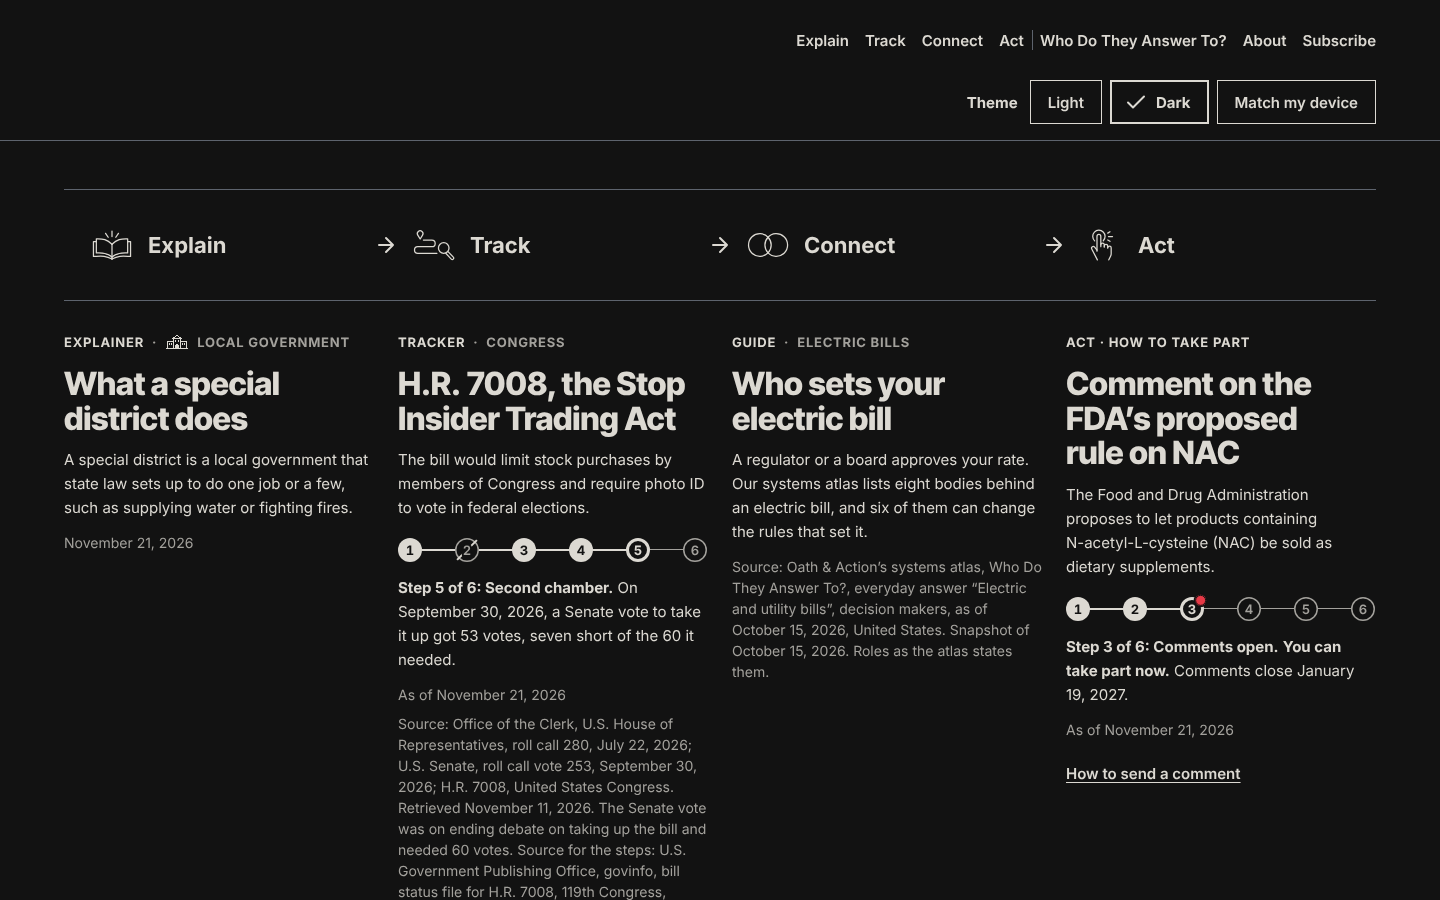 Explain Track Connect Act Who Do They Answer To? About Subscribe
Theme Light Dark Match my device
Explain Track Connect Act
EXPLAINER · LOCAL GOVERNMENT
What a special
district does
A special district is a local government that
state law sets up to do one job or a few,
such as supplying water or fighting fires.
November 21, 2026
TRACKER · CONGRESS
H.R. 7008, the Stop
Insider Trading Act
The bill would limit stock purchases by
members of Congress and require photo ID
to vote in federal elections.
1 2 3 4 5 6
Step 5 of 6: Second chamber. On
September 30, 2026, a Senate vote to take
it up got 53 votes, seven short of the 60 it
needed.
As of November 21, 2026
Source: Office of the Clerk, U.S. House of
Representatives, roll call 280, July 22, 2026;
U.S. Senate, roll call vote 253, September 30,
2026; H.R. 7008, United States Congress.
Retrieved November 11, 2026. The Senate vote
was on ending debate on taking up the bill and
needed 60 votes. Source for the steps: U.S.
Government Publishing Office, govinfo, bill
status file for H.R. 7008, 119th Congress,
GUIDE · ELECTRIC BILLS
Who sets your
electric bill
A regulator or a board approves your rate.
Our systems atlas lists eight bodies behind
an electric bill, and six of them can change
the rules that set it.
Source: Oath & Action’s systems atlas, Who Do
They Answer To?, everyday answer “Electric
and utility bills”, decision makers, as of
October 15, 2026, United States. Snapshot of
October 15, 2026. Roles as the atlas states
them.
ACT · HOW TO TAKE PART
Comment on the
FDA’s proposed
rule on NAC
The Food and Drug Administration
proposes to let products containing
N-acetyl-L-cysteine (NAC) be sold as
dietary supplements.
1 2 3 4 5 6
Step 3 of 6: Comments open. You can
take part now. Comments close January
19, 2027.
As of November 21, 2026
How to send a comment